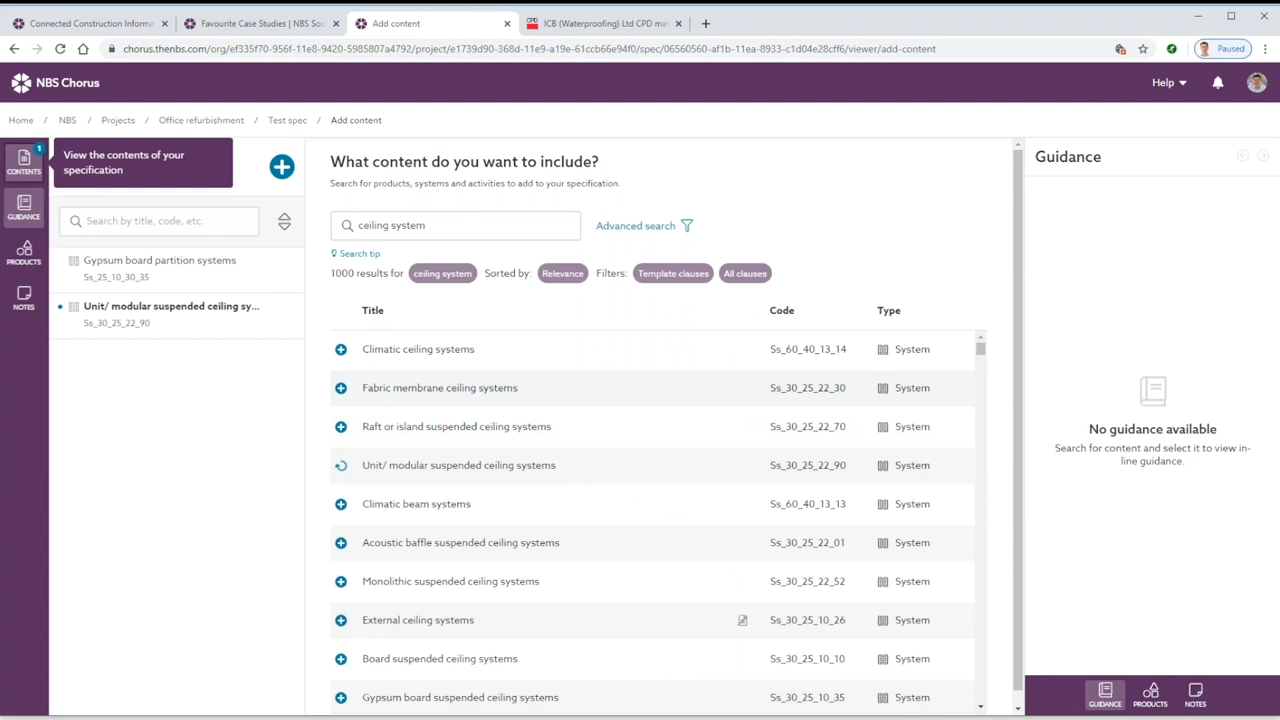 Connected Construction Informa
Favourite Case Studies | NBS Sou
Add content
CPD
ICB (Waterproofing) Ltd CPD mat
chorus.thenbs.com/org/ef335f70-956f-11e8-9420-5985807a4792/project/e1739d90-368d-11e9-a19e-61ccb66e94f0/spec/06560560-af1b-11ea-8933-c1d04e28cff6/viewer/add-content
Paused
NBS Chorus
Help
Home / NBS / Projects / Office refurbishment / Test spec / Add content
1
CONTENTS
GUIDANCE
PRODUCTS
NOTES
View the contents of your
specification
Search by title, code, etc.
Gypsum board partition systems
Ss_25_10_30_35
Unit/ modular suspended ceiling sy...
Ss_30_25_22_90
What content do you want to include?
Search for products, systems and activities to add to your specification.
ceiling system
Advanced search
Search tip
1000 results for ceiling system Sorted by: Relevance Filters: Template clauses All clauses
Title Code Type
Climatic ceiling systems Ss_60_40_13_14 System
Fabric membrane ceiling systems Ss_30_25_22_30 System
Raft or island suspended ceiling systems Ss_30_25_22_70 System
Unit/ modular suspended ceiling systems Ss_30_25_22_90 System
Climatic beam systems Ss_60_40_13_13 System
Acoustic baffle suspended ceiling systems Ss_30_25_22_01 System
Monolithic suspended ceiling systems Ss_30_25_22_52 System
External ceiling systems Ss_30_25_10_26 System
Board suspended ceiling systems Ss_30_25_10_10 System
Gypsum board suspended ceiling systems Ss_30_25_10_35 System
Guidance
No guidance available
Search for content and select it to view in-
line guidance.
GUIDANCE PRODUCTS NOTES